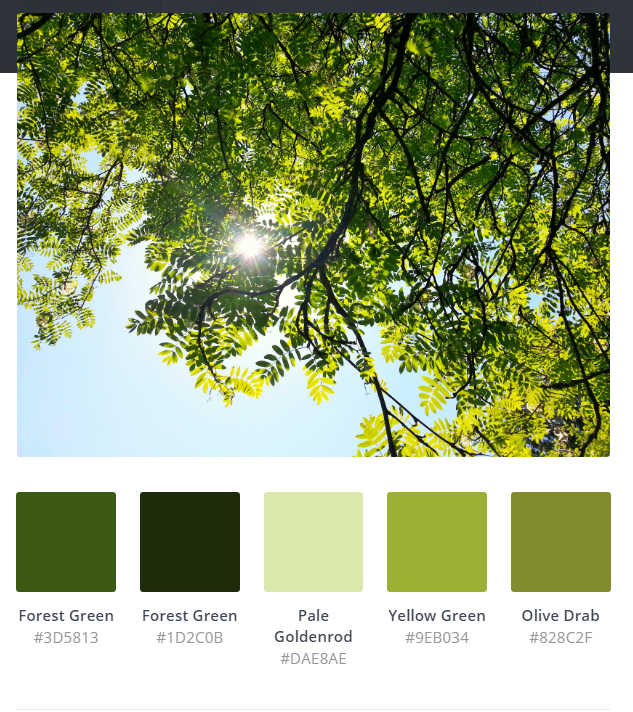 Forest Green
#3D5813
Forest Green
#1D2C0B
Pale
Goldenrod
#DAE8AE
Yellow Green
#9EB034
Olive Drab
#828C2F